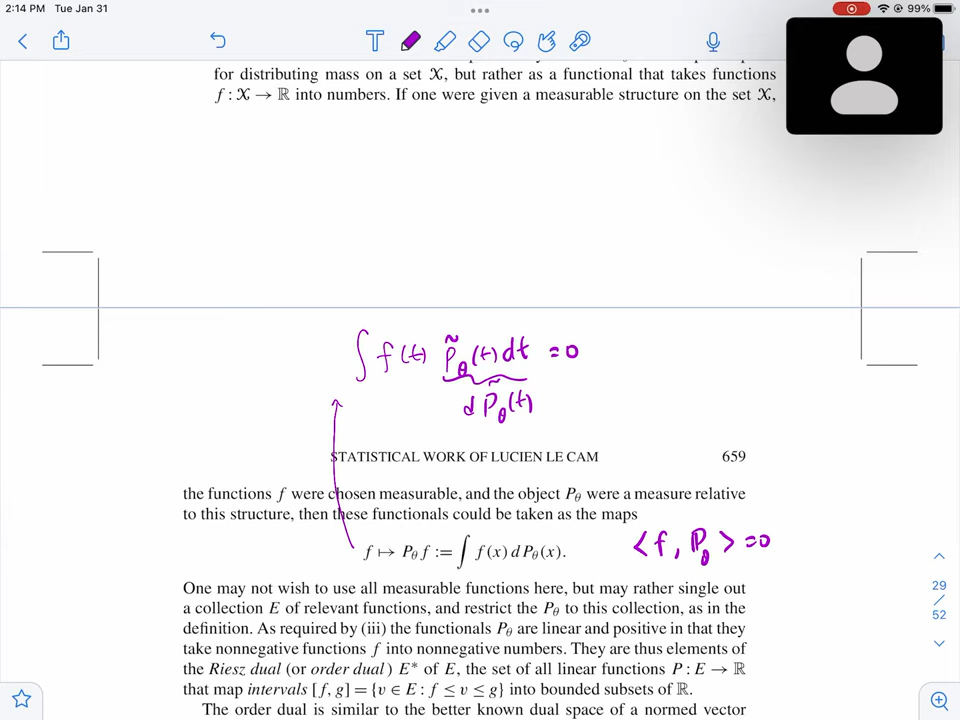 2:14 PM Tue Jan 31
99%
for distributing mass on a set 𝒳, but rather as a functional that takes functions
f : 𝒳 → ℝ into numbers. If one were given a measurable structure on the set 𝒳,
∫ f(t) p̃_θ(t) dt = 0
d P̃_θ(t)
STATISTICAL WORK OF LUCIEN LE CAM 659
the functions f were chosen measurable, and the object P_θ were a measure relative
to this structure, then these functionals could be taken as the maps
f ↦ P_θ f := ∫ f(x) dP_θ(x).
⟨f, P_θ⟩ = 0
One may not wish to use all measurable functions here, but may rather single out
a collection E of relevant functions, and restrict the P_θ to this collection, as in the
definition. As required by (iii) the functionals P_θ are linear and positive in that they
take nonnegative functions f into nonnegative numbers. They are thus elements of
the Riesz dual (or order dual) E* of E, the set of all linear functions P : E → ℝ
that map intervals [f, g] = {v ∈ E : f ≤ v ≤ g} into bounded subsets of ℝ.
The order dual is similar to the better known dual space of a normed vector
29
/
52